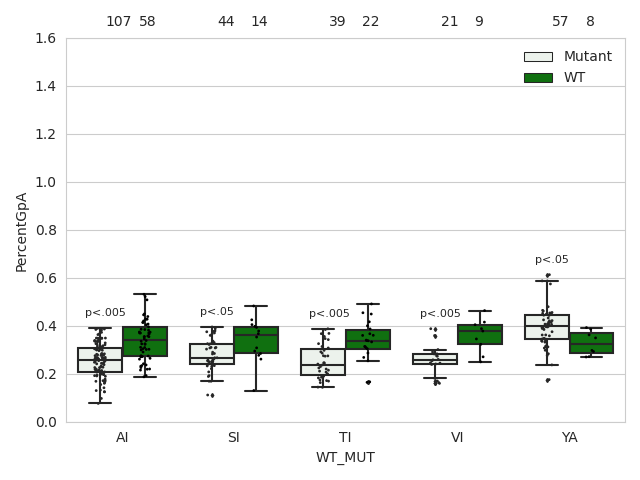 107 58 44 14 39 22 21 9 57 8
1.6
1.4
1.2
1.0
0.8
0.6
0.4
0.2
0.0
PercentGpA
Mutant
WT
p<.005
p<.05
p<.005
p<.005
p<.05
AI SI TI VI YA
WT_MUT